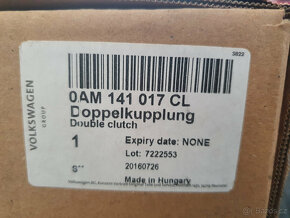 3022
VOLKSWAGEN
GROUP
0AM 141 017 CL
Doppelkupplung
Double clutch
1
Expiry date: NONE
Lot: 7222553
S**
20160726
Made in Hungary